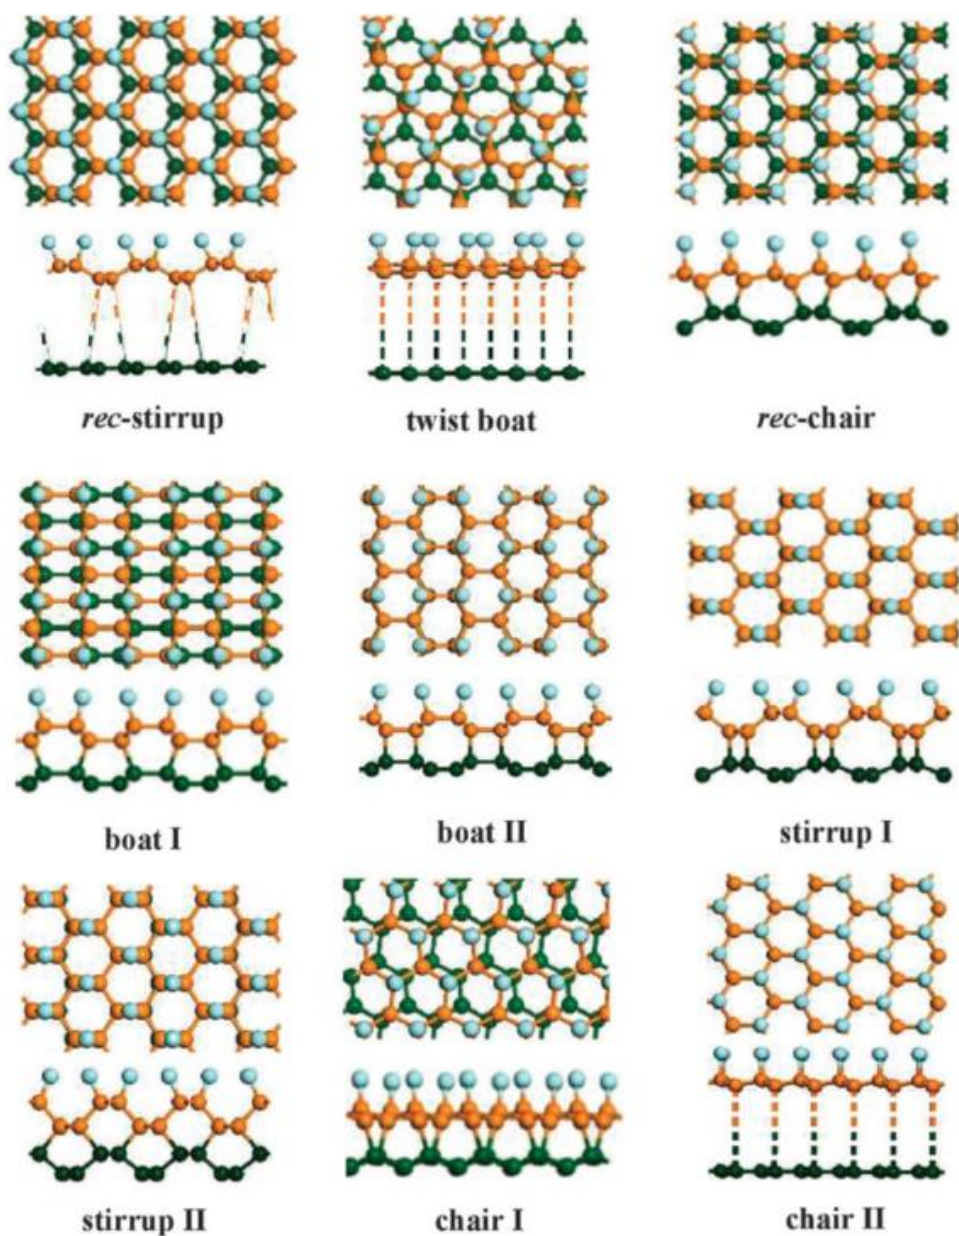 rec-stirrup
twist boat
rec-chair
boat I
boat II
stirrup I
stirrup II
chair I
chair II